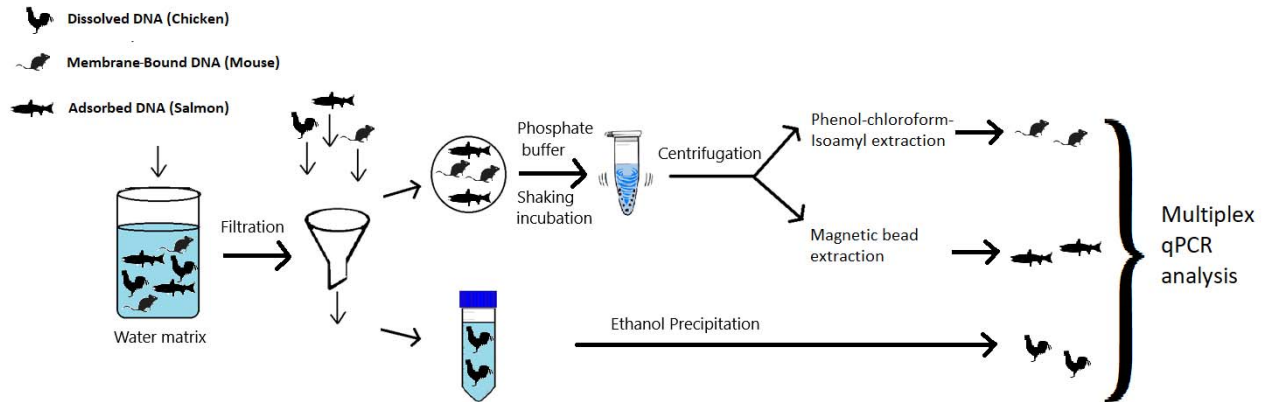 Dissolved DNA (Chicken)
Membrane-Bound DNA (Mouse)
Adsorbed DNA (Salmon)
Water matrix
Filtration
Phosphate
buffer
Shaking
incubation
Centrifugation
Phenol-chloroform-
Isoamyl extraction
Magnetic bead
extraction
Ethanol Precipitation
Multiplex
qPCR
analysis